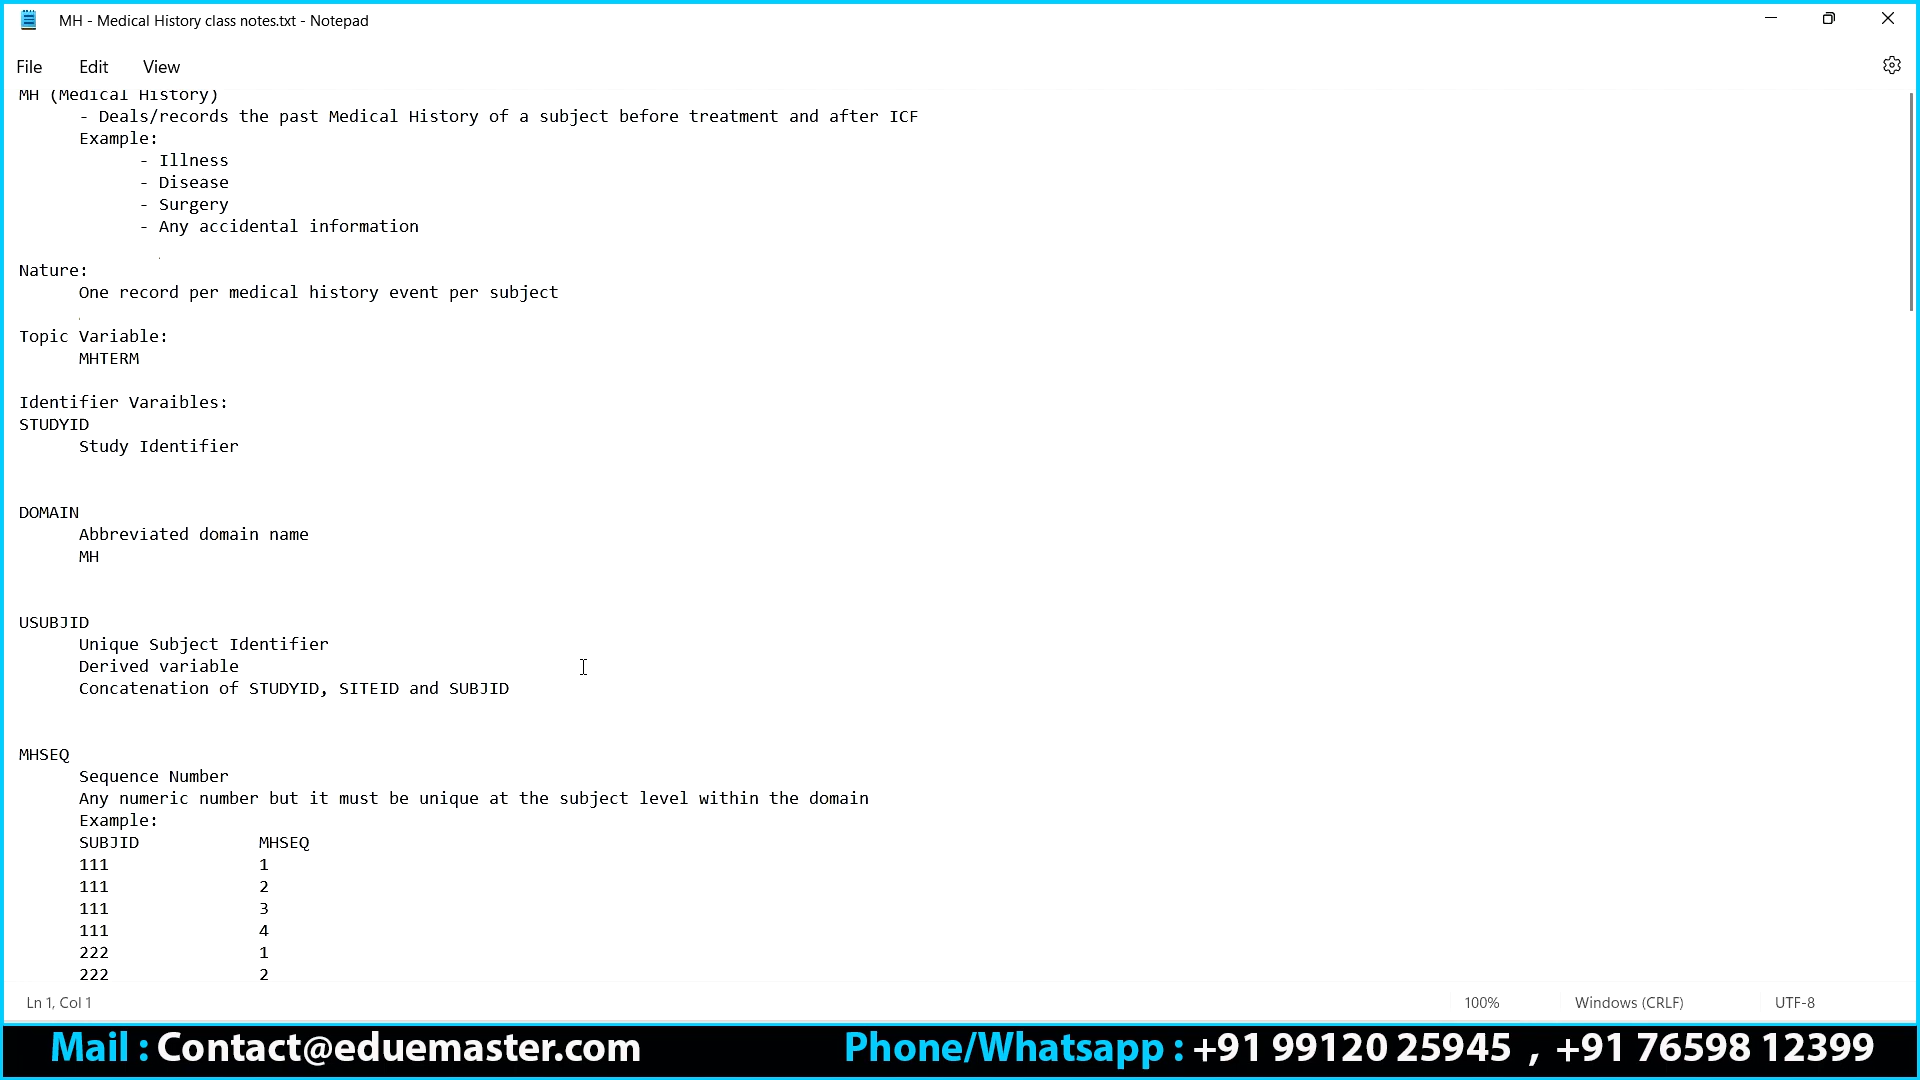 MH - Medical History class notes.txt - Notepad
File Edit View
MH (Medical History)
- Deals/records the past Medical History of a subject before treatment and after ICF
Example:
- Illness
- Disease
- Surgery
- Any accidental information
Nature:
One record per medical history event per subject
Topic Variable:
MHTERM
Identifier Varaibles:
STUDYID
Study Identifier
DOMAIN
Abbreviated domain name
MH
USUBJID
Unique Subject Identifier
Derived variable
Concatenation of STUDYID, SITEID and SUBJID
MHSEQ
Sequence Number
Any numeric number but it must be unique at the subject level within the domain
Example:
SUBJID MHSEQ
111 1
111 2
111 3
111 4
222 1
222 2
Ln 1, Col 1 100% Windows (CRLF) UTF-8
Mail : Contact@eduemaster.com Phone/Whatsapp : +91 99120 25945 , +91 76598 12399